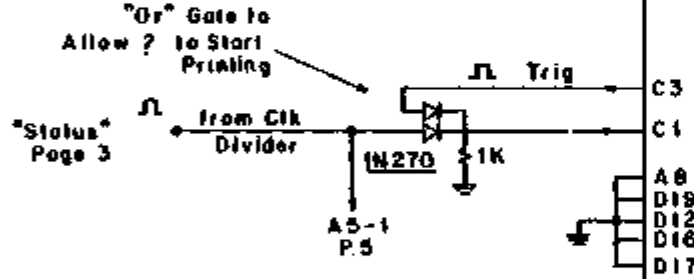 "Or" Gate to
Allow ? to Start
Printing
Trig
C3
"Status"
Page 3
from Clk
Divider
C1
1N270
1K
A5-1
P.5
A8
D19
D12
D16
D17